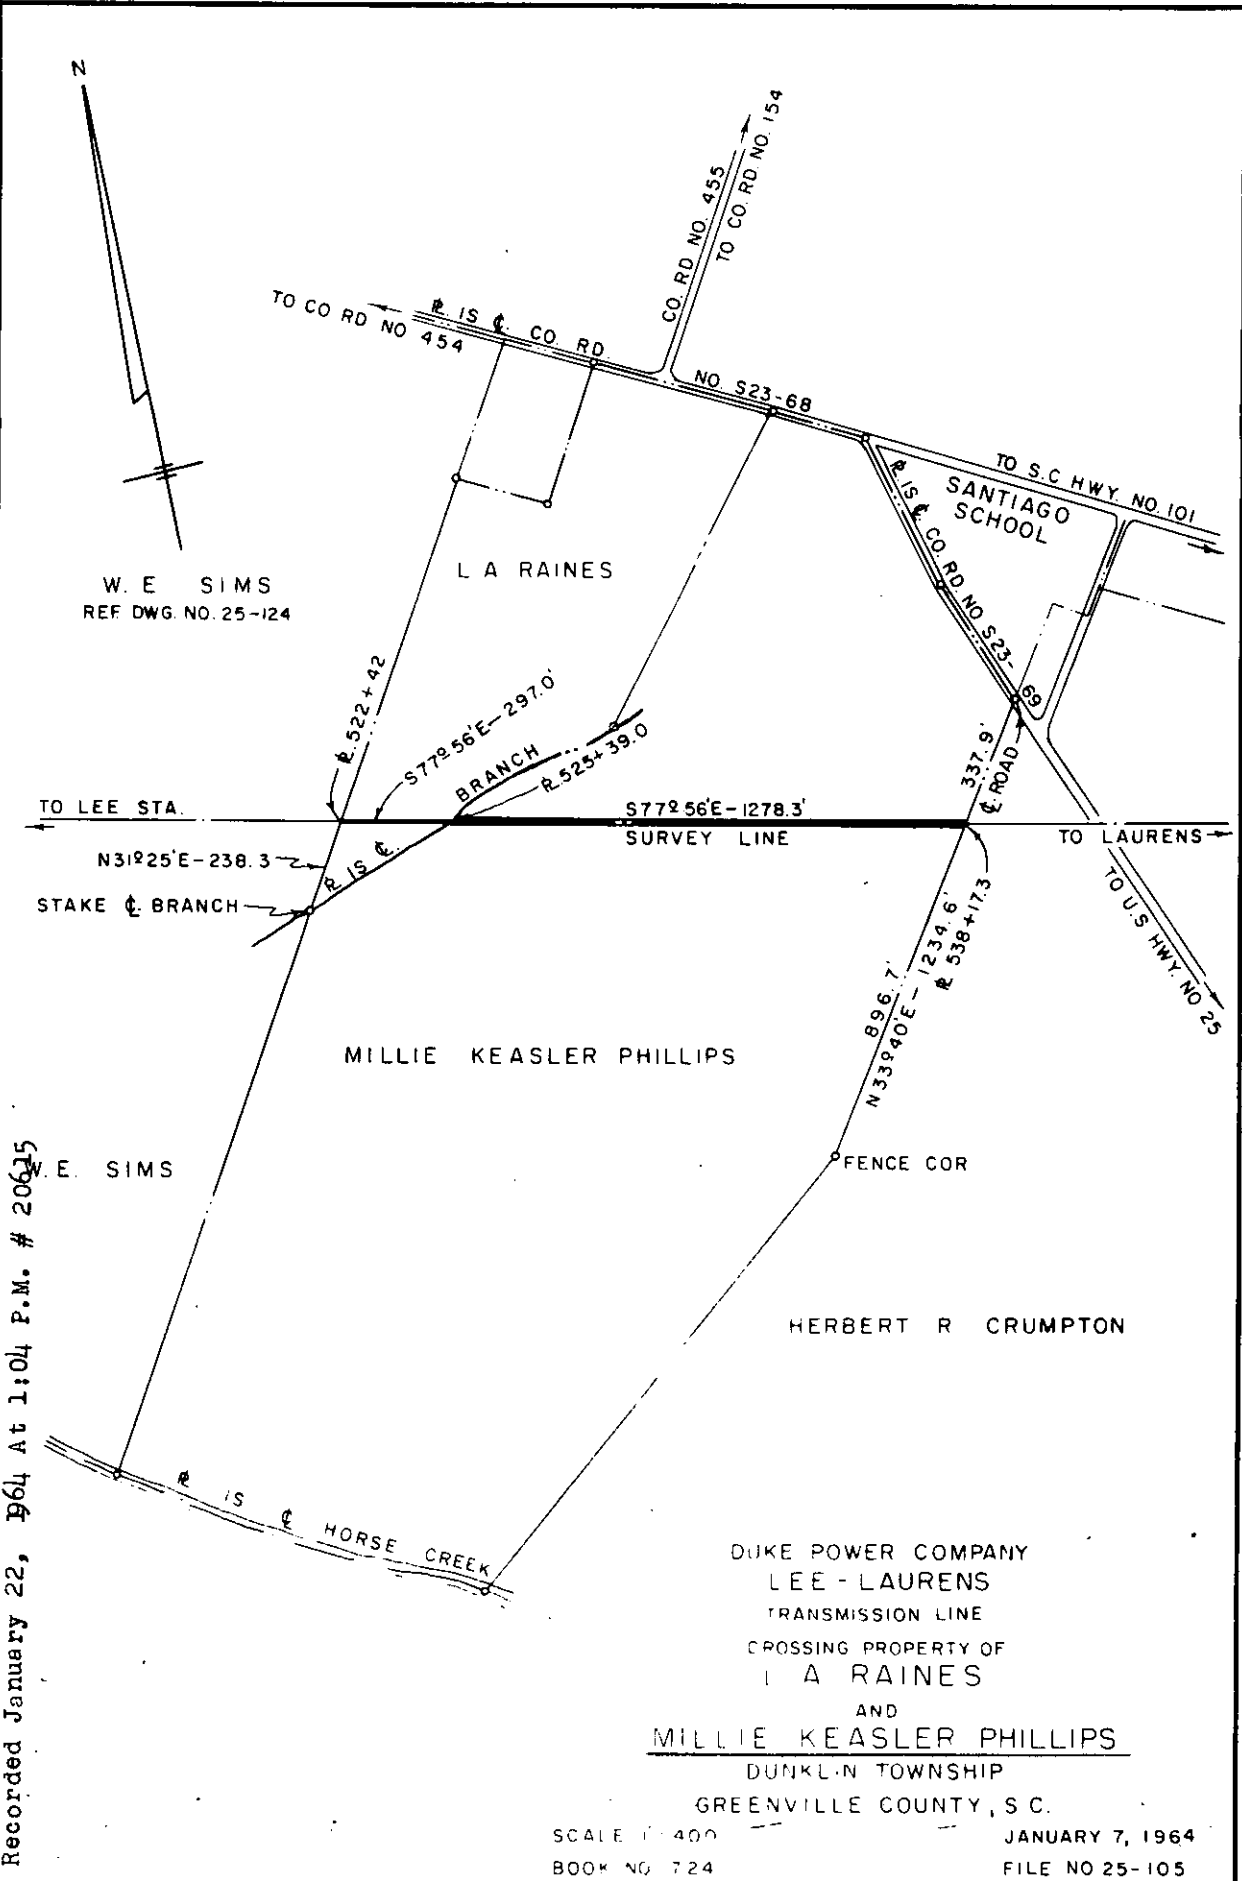 N
CO. RD NO. 455
TO CO. RD. NO. 154
TO CO RD NO 454
℄ IS ℄ CO. RD.
NO. S23-68
TO S.C HWY. NO. 101
SANTIAGO
SCHOOL
IS ℄ CO. RD. NO S23-69
W. E SIMS
REF. DWG. NO. 25-124
L A RAINES
522+42
S77º56'E-297.0'
BRANCH
525+39.0
337.9'
℄ ROAD
TO LEE STA.
S77º56'E-1278.3'
SURVEY LINE
TO LAURENS
N31º25'E-238.3
IS ℄
STAKE ℄ BRANCH
TO U.S HWY. NO 25
896.7'
N33º40'E-1234.6'
538+17.3
MILLIE KEASLER PHILLIPS
W.E. SIMS
FENCE COR
HERBERT R CRUMPTON
IS ℄ HORSE CREEK
DUKE POWER COMPANY
LEE-LAURENS
TRANSMISSION LINE
CROSSING PROPERTY OF
L A RAINES
AND
MILLIE KEASLER PHILLIPS
DUNKLIN TOWNSHIP
GREENVILLE COUNTY, S C.
SCALE 1" 400
JANUARY 7, 1964
BOOK NO 724
FILE NO 25-105
Recorded January 22, 1964 At 1:04 P.M. # 20615